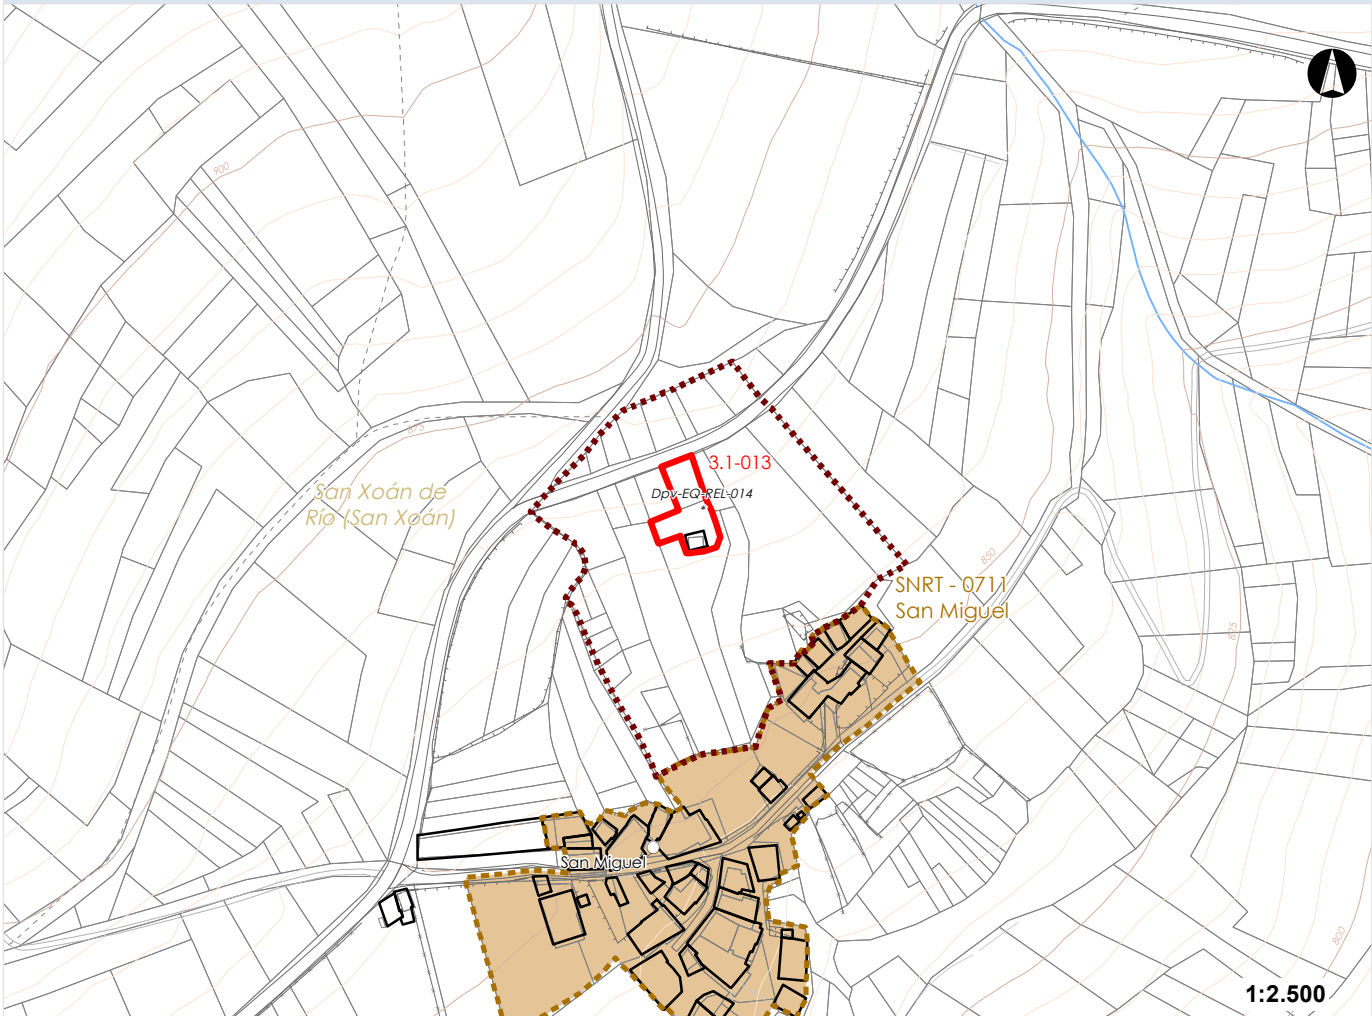 900
875
3.1-013
Dpv-EQ-REL-014
San Xoán de
Río (San Xoán)
850
SNRT - 0711
San Miguel
825
San Miguel
800
1:2.500